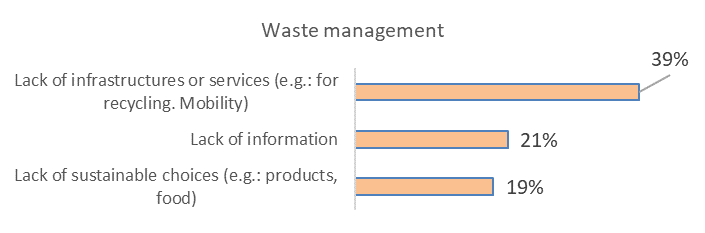 Waste management
39%
Lack of infrastructures or services (e.g.: for
recycling. Mobility)
Lack of information
21%
Lack of sustainable choices (e.g.: products,
food)
19%